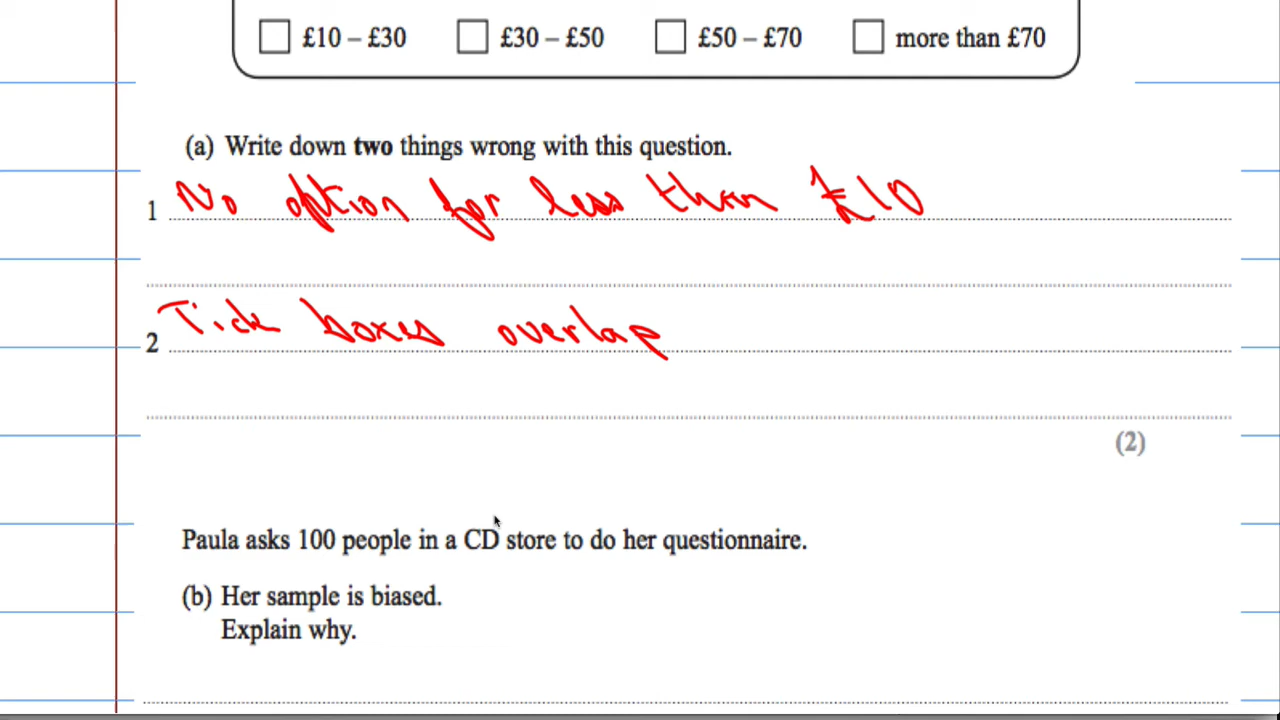 £10 – £30 £30 – £50 £50 – £70 more than £70
(a) Write down two things wrong with this question.
1 No option for less than £10
2 Tick boxes overlap
(2)
Paula asks 100 people in a CD store to do her questionnaire.
(b) Her sample is biased.
Explain why.